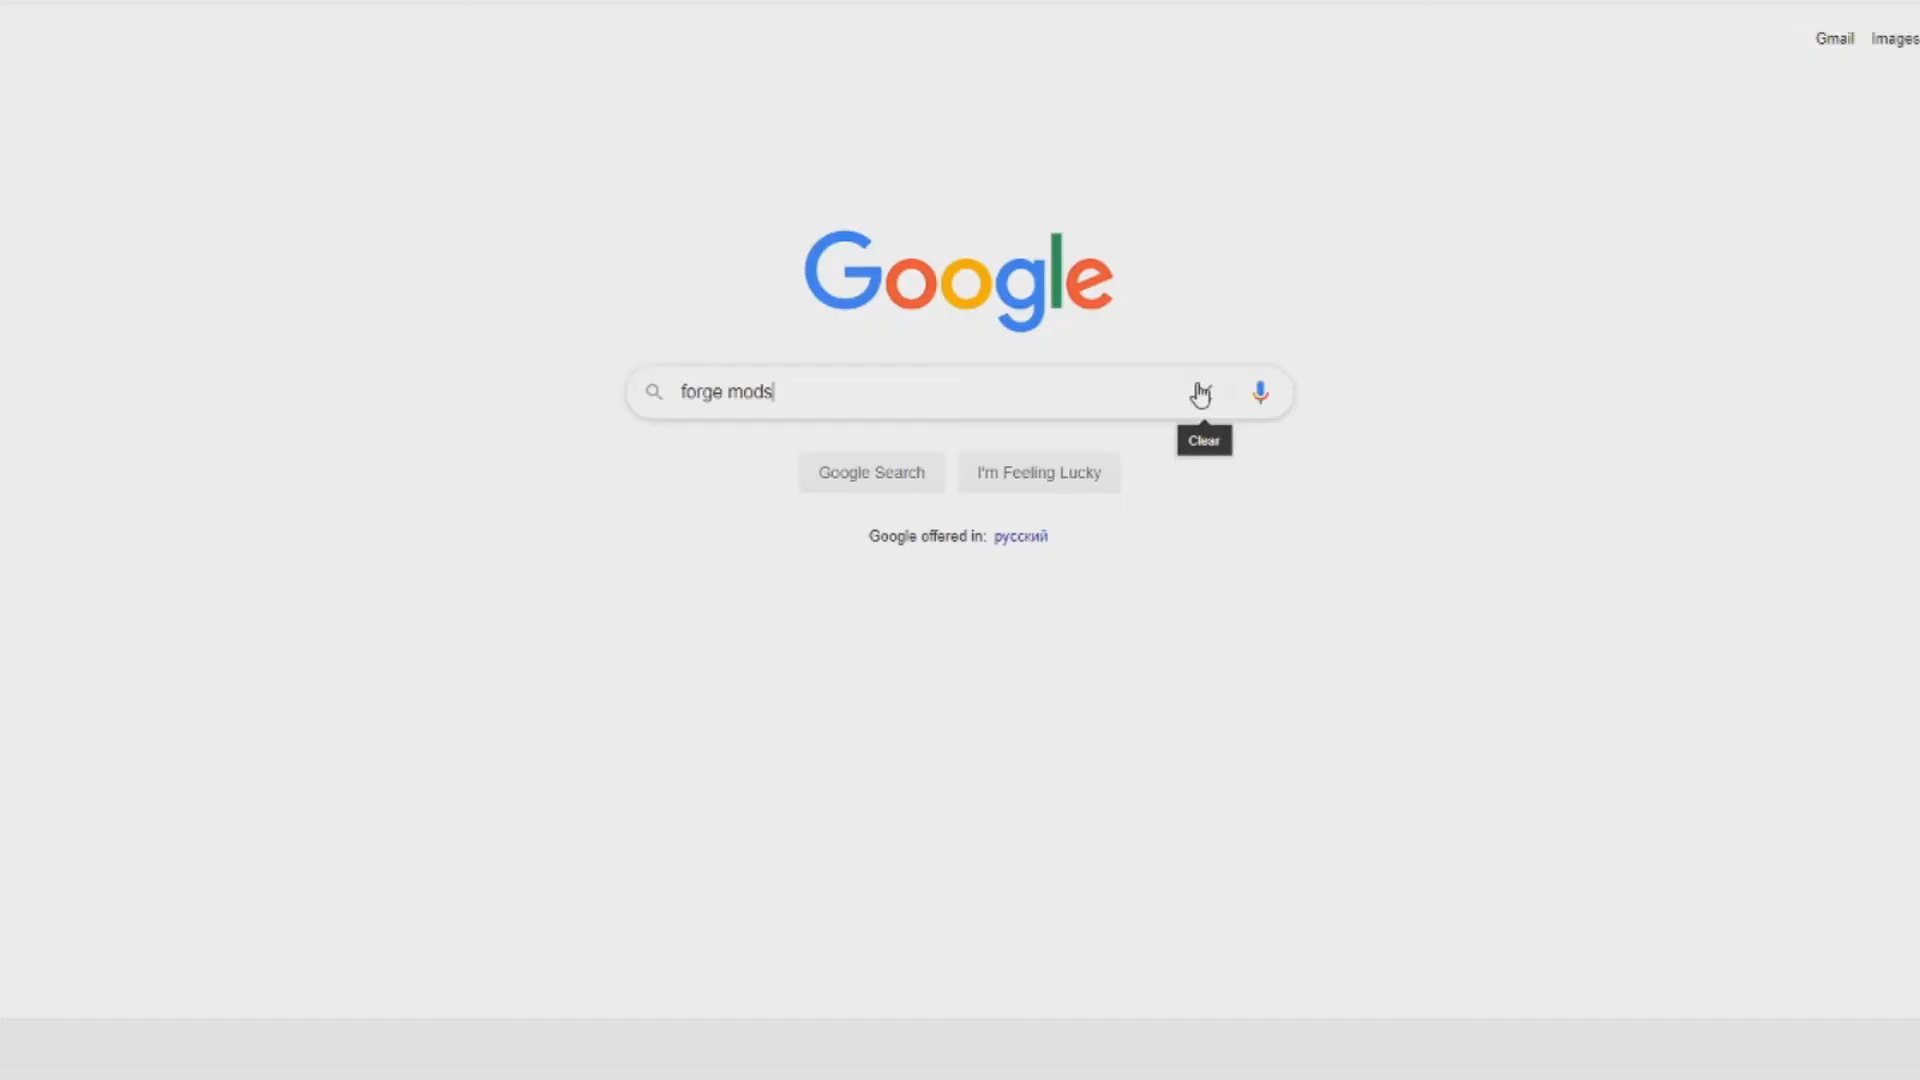 Gmail Images
Google
forge mods
Clear
Google Search I'm Feeling Lucky
Google offered in: русский